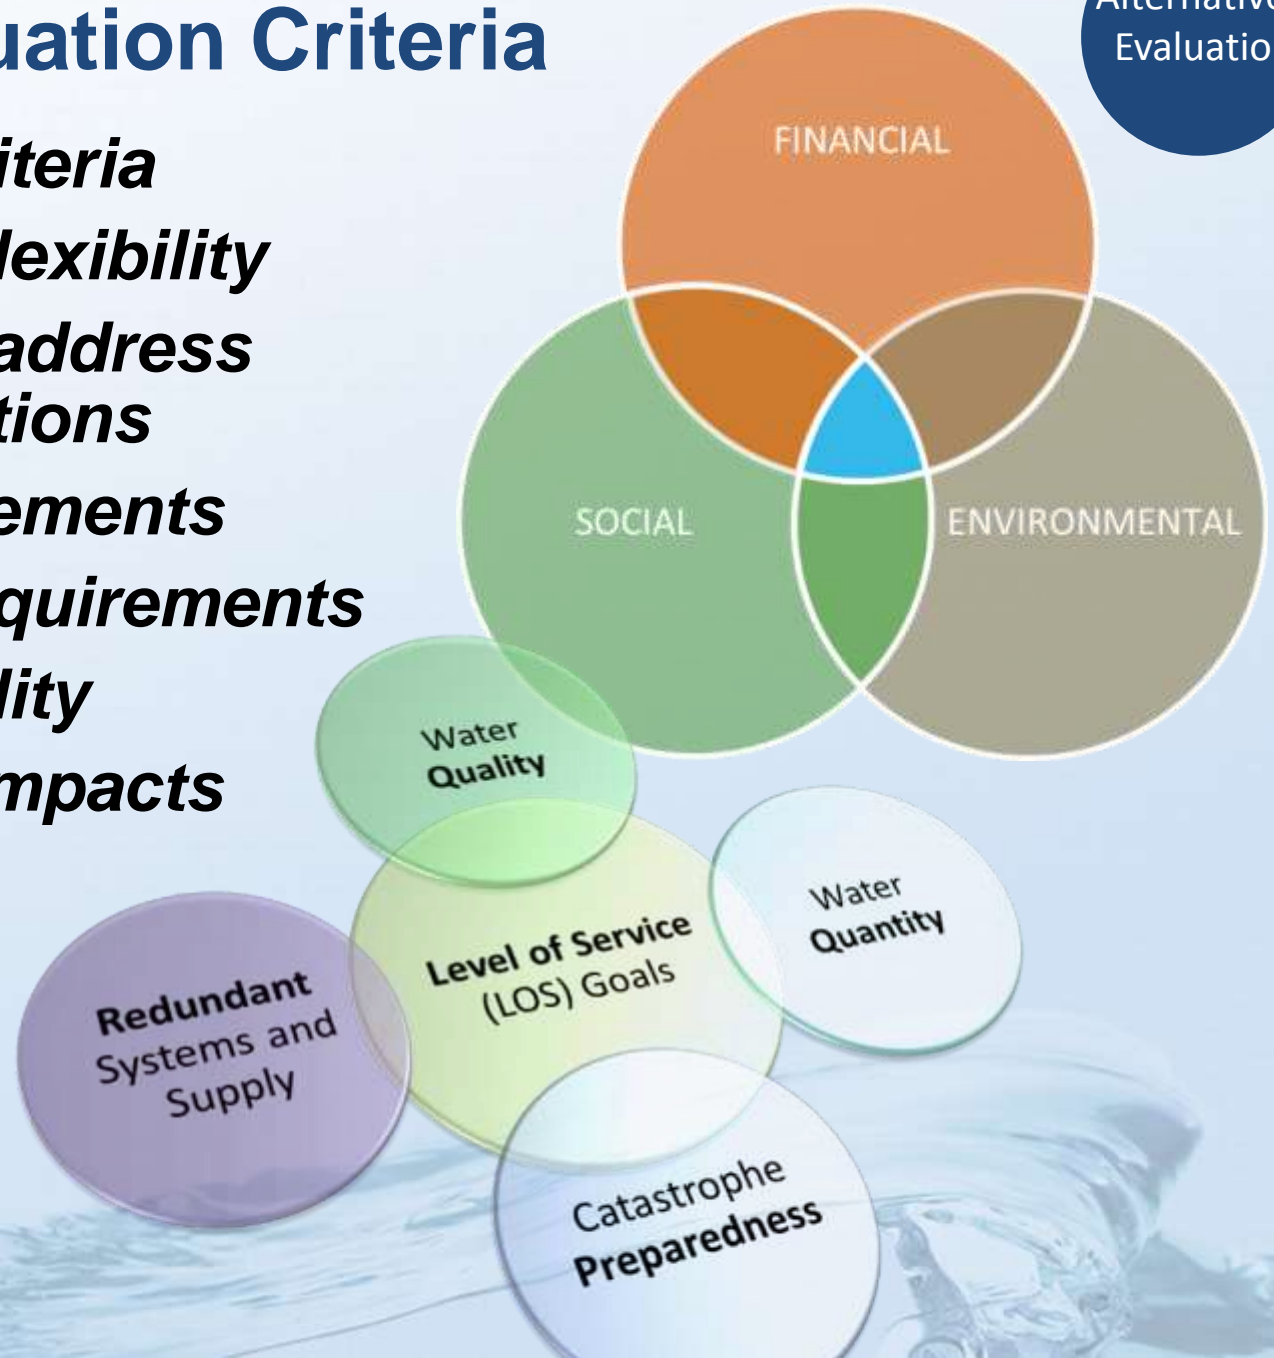 uation Criteria
Alternative
Evaluatio
iteria
lexibility
address
tions
ements
quirements
lity
mpacts
FINANCIAL
SOCIAL
ENVIRONMENTAL
Water
Quality
Water
Quantity
Level of Service
(LOS) Goals
Redundant
Systems and
Supply
Catastrophe
Preparedness